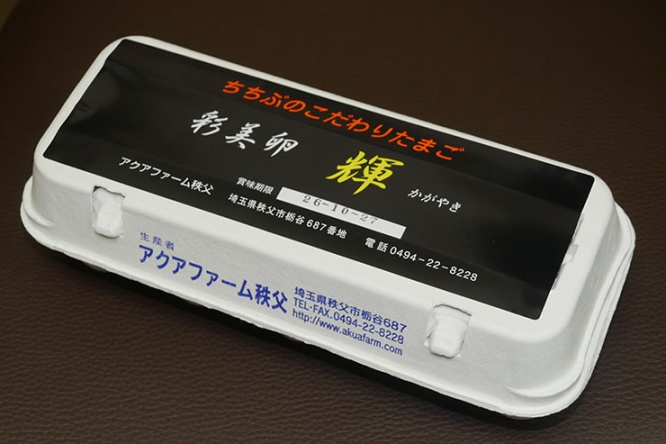 ちちぶのこだわりたまご
彩美卵 輝 かがやき
アクアファーム秩父 賞味期限 26-10-27
埼玉県秩父市栃谷687番地 電話0494-22-8228
生産者
アクアファーム秩父
埼玉県秩父市栃谷687
TEL・FAX.0494-22-8228
http://www.akuafarm.com